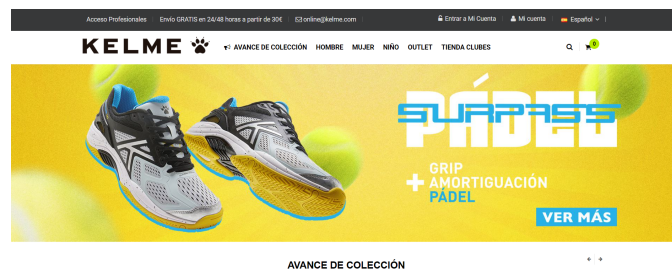 Acceso Profesionales Envío GRATIS en 24/48 horas a partir de 30€ online@kelme.com Entrar a Mi Cuenta Mi cuenta Español
KELME AVANCE DE COLECCIÓN HOMBRE MUJER NIÑO OUTLET TIENDA CLUBES 0
SURPASS
PÁDEL
+ GRIP
AMORTIGUACIÓN
PÁDEL
VER MÁS
AVANCE DE COLECCIÓN